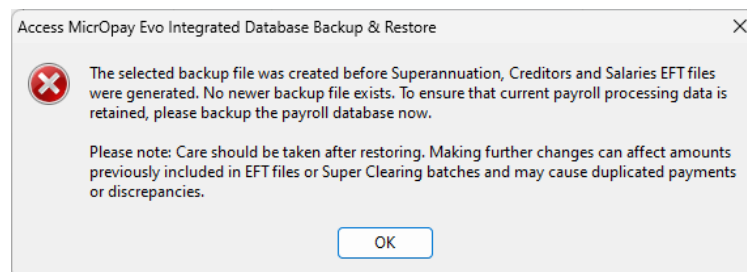 Access MicrOpay Evo Integrated Database Backup & Restore
The selected backup file was created before Superannuation, Creditors and Salaries EFT files
were generated. No newer backup file exists. To ensure that current payroll processing data is
retained, please backup the payroll database now.
Please note: Care should be taken after restoring. Making further changes can affect amounts
previously included in EFT files or Super Clearing batches and may cause duplicated payments
or discrepancies.
OK